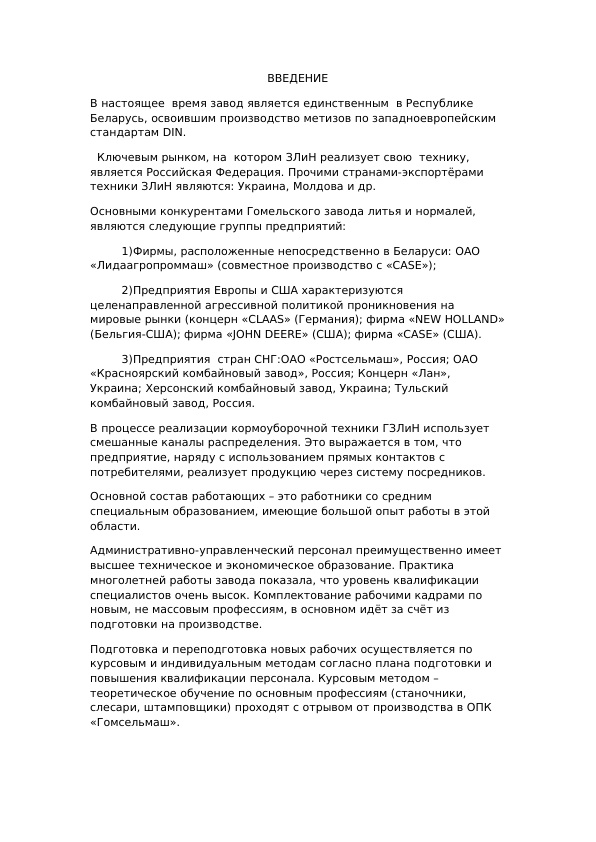 ВВЕДЕНИЕ
В настоящее  время завод является единственным  в Республике
Беларусь, освоившим производство метизов по западноевропейским
стандартам DIN.
Ключевым рынком, на  котором ЗЛиН реализует свою  технику,
является Российская Федерация. Прочими странами-экспортёрами
техники ЗЛиН являются: Украина, Молдова и др.
Основными конкурентами Гомельского завода литья и нормалей,
являются следующие группы предприятий:
1)Фирмы, расположенные непосредственно в Беларуси: ОАО
«Лидаагропроммаш» (совместное производство с «CASE»);
2)Предприятия Европы и США характеризуются
целенаправленной агрессивной политикой проникновения на
мировые рынки (концерн «CLAAS» (Германия); фирма «NEW HOLLAND»
(Бельгия-США); фирма «JOHN DEERE» (США); фирма «CASE» (США).
3)Предприятия  стран СНГ:ОАО «Ростсельмаш», Россия; ОАО
«Красноярский комбайновый завод», Россия; Концерн «Лан»,
Украина; Херсонский комбайновый завод, Украина; Тульский
комбайновый завод, Россия.
В процессе реализации кормоуборочной техники ГЗЛиН использует
смешанные каналы распределения. Это выражается в том, что
предприятие, наряду с использованием прямых контактов с
потребителями, реализует продукцию через систему посредников.
Основной состав работающих – это работники со средним
специальным образованием, имеющие большой опыт работы в этой
области.
Административно-управленческий персонал преимущественно имеет
высшее техническое и экономическое образование. Практика
многолетней работы завода показала, что уровень квалификации
специалистов очень высок. Комплектование рабочими кадрами по
новым, не массовым профессиям, в основном идёт за счёт из
подготовки на производстве.
Подготовка и переподготовка новых рабочих осуществляется по
курсовым и индивидуальным методам согласно плана подготовки и
повышения квалификации персонала. Курсовым методом –
теоретическое обучение по основным профессиям (станочники,
слесари, штамповщики) проходят с отрывом от производства в ОПК
«Гомсельмаш».